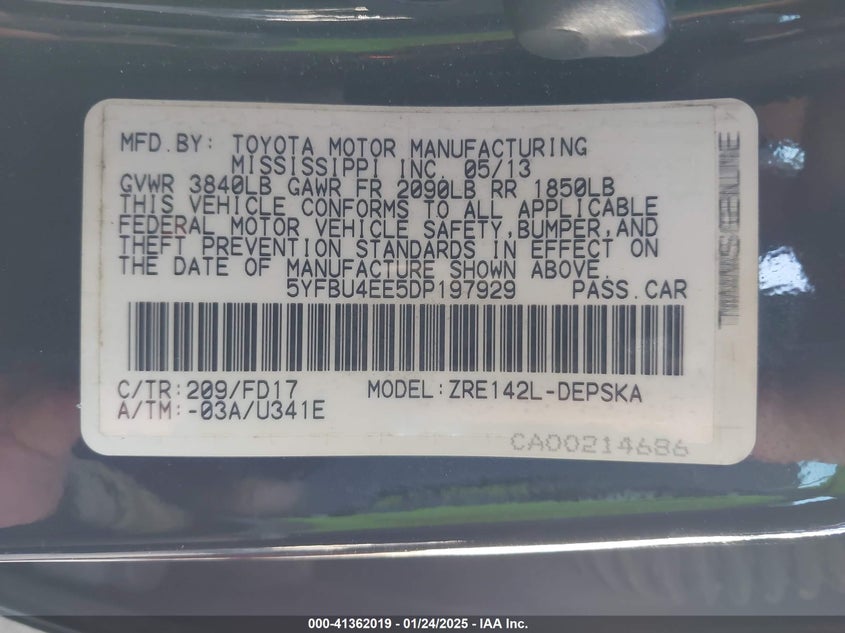 MFD.BY: TOYOTA MOTOR MANUFACTURING
MISSISSIPPI INC. 05/13
GVWR 3840LB GAWR FR 2090LB RR 1850LB
THIS VEHICLE CONFORMS TO ALL APPLICABLE
FEDERAL MOTOR VEHICLE SAFETY,BUMPER,AND
THEFT PREVENTION STANDARDS IN EFFECT ON
THE DATE OF MANUFACTURE SHOWN ABOVE.
5YFBU4EE5DP197929 PASS.CAR
C/TR:209/FD17 MODEL:ZRE142L-DEPSKA
A/TM:-03A/U341E
CA00214686
000-41362019 | 01/24/2025 - IAA Inc.